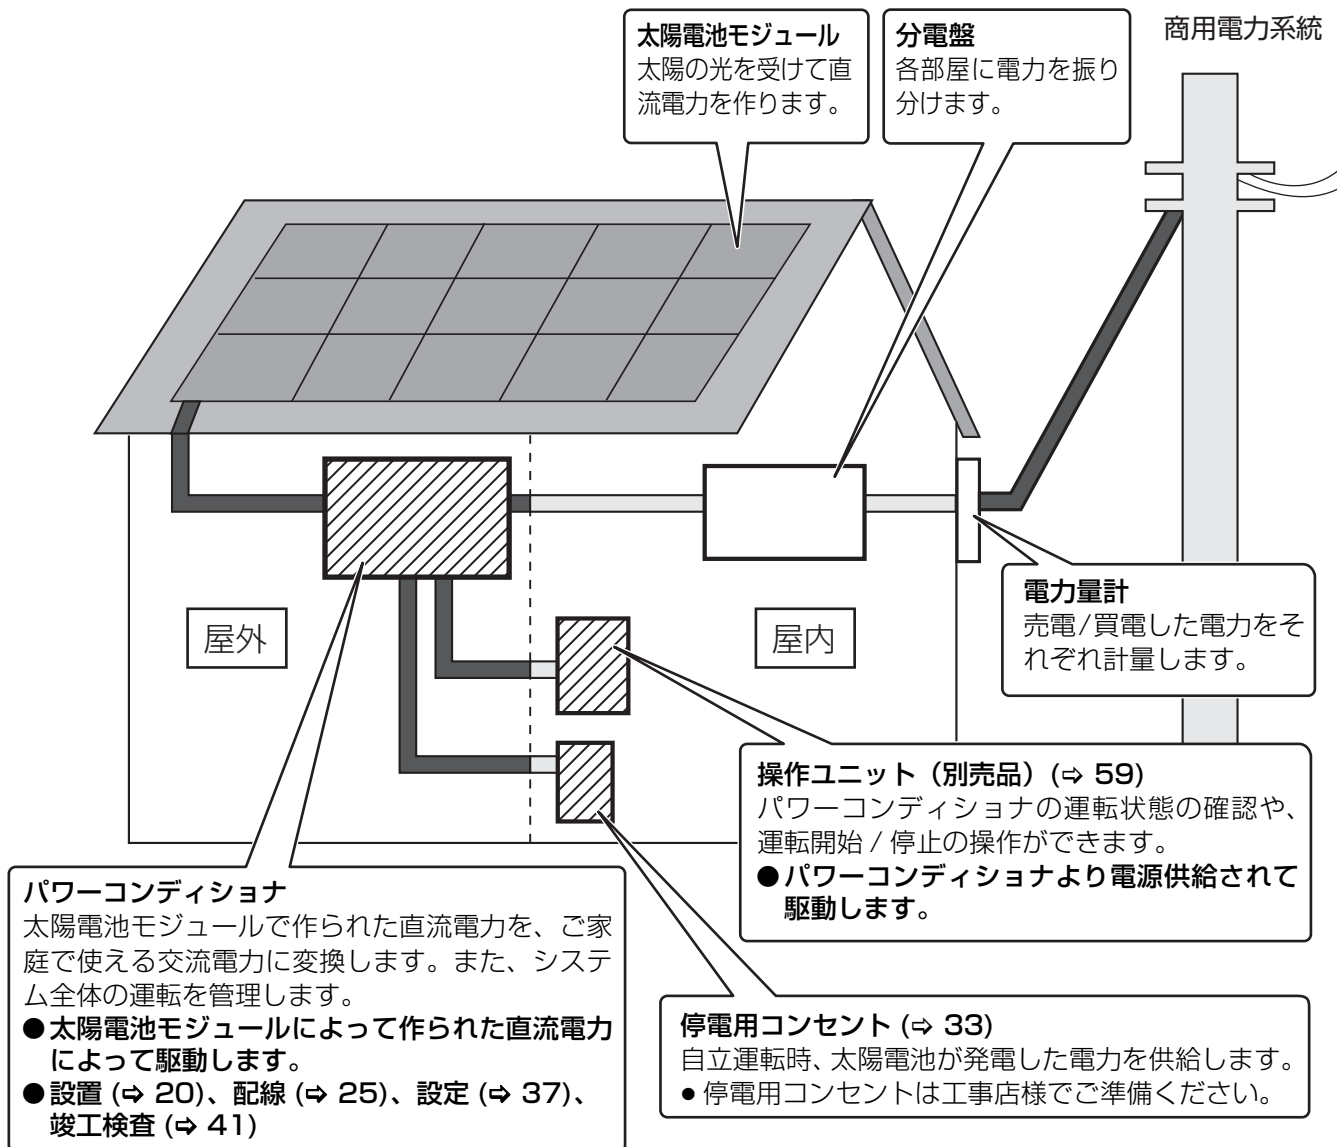 商用電力系統
太陽電池モジュール
太陽の光を受けて直
流電力を作ります。
分電盤
各部屋に電力を振り
分けます。
屋外
屋内
電力量計
売電/買電した電力をそ
れぞれ計量します。
操作ユニット（別売品）(⇨ 59)
パワーコンディショナの運転状態の確認や、
運転開始 / 停止の操作ができます。
●パワーコンディショナより電源供給されて
駆動します。
パワーコンディショナ
太陽電池モジュールで作られた直流電力を、ご家
庭で使える交流電力に変換します。また、システ
ム全体の運転を管理します。
●太陽電池モジュールによって作られた直流電力
によって駆動します。
●設置 (⇨ 20)、配線 (⇨ 25)、設定 (⇨ 37)、
竣工検査 (⇨ 41)
停電用コンセント (⇨ 33)
自立運転時、太陽電池が発電した電力を供給します。
● 停電用コンセントは工事店様でご準備ください。